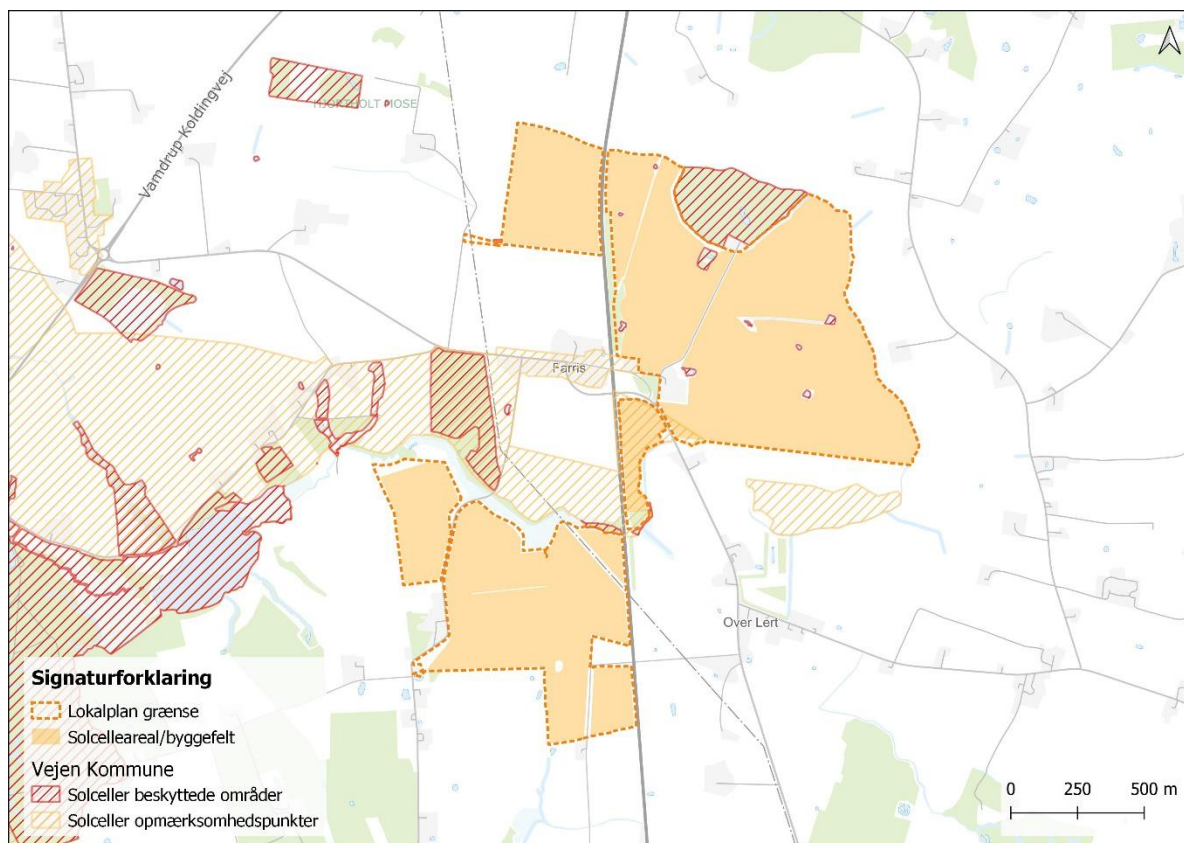 HJORTHOLT MOSE
Vamdrup Koldingvej
Farris
Over Lert
Signaturforklaring
Lokalplan grænse
Solcelleareal/byggefelt
Vejen Kommune
Solceller beskyttede områder
Solceller opmærksomhedspunkter
0 250 500 m